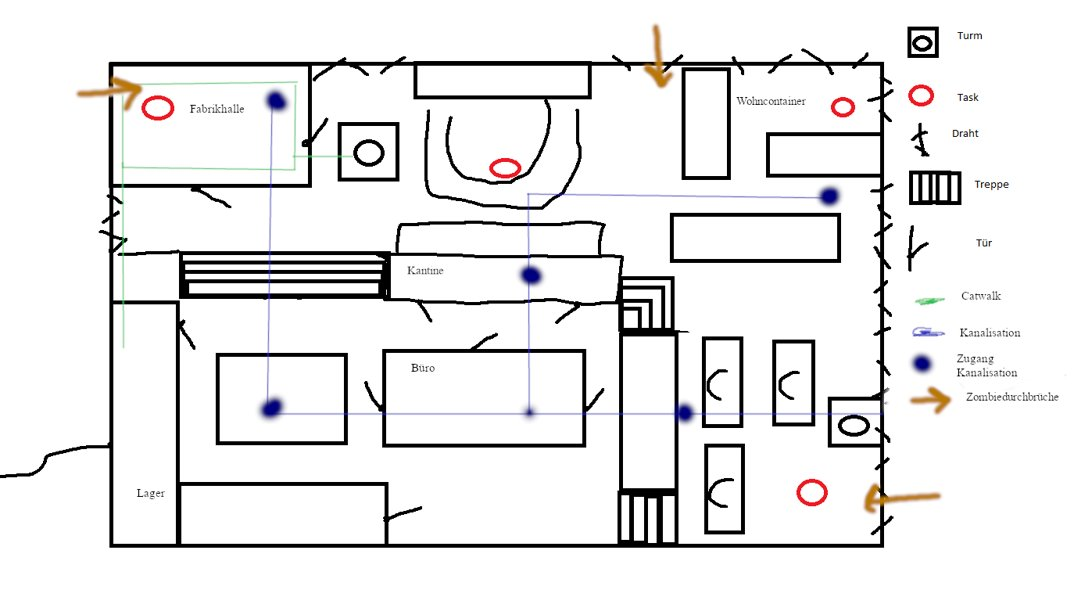 Fabrikhalle
Wohncontainer
Kantine
Büro
Lager
Turm
Task
Draht
Treppe
Tür
Catwalk
Kanalisation
Zugang
Kanalisation
Zombiedurchbrüche